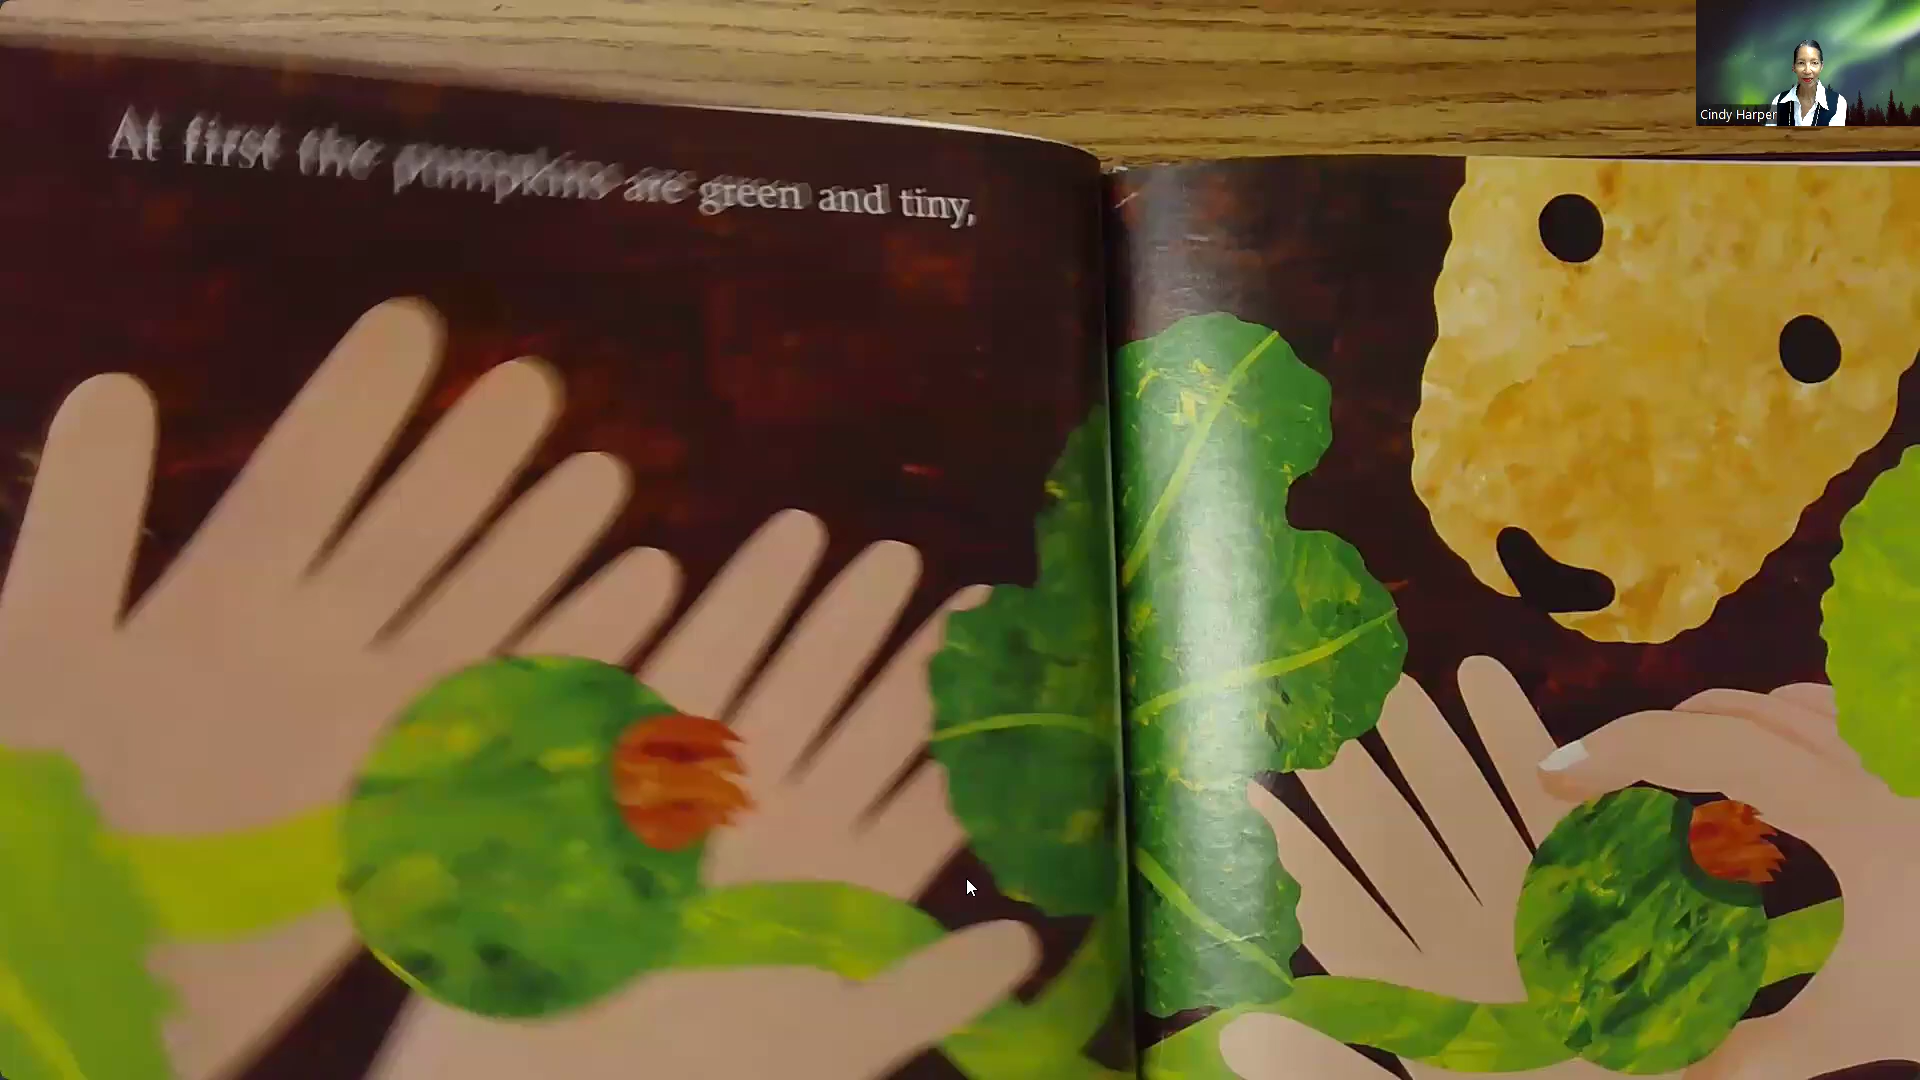 At first the pumpkins are green and tiny,
Cindy Harper